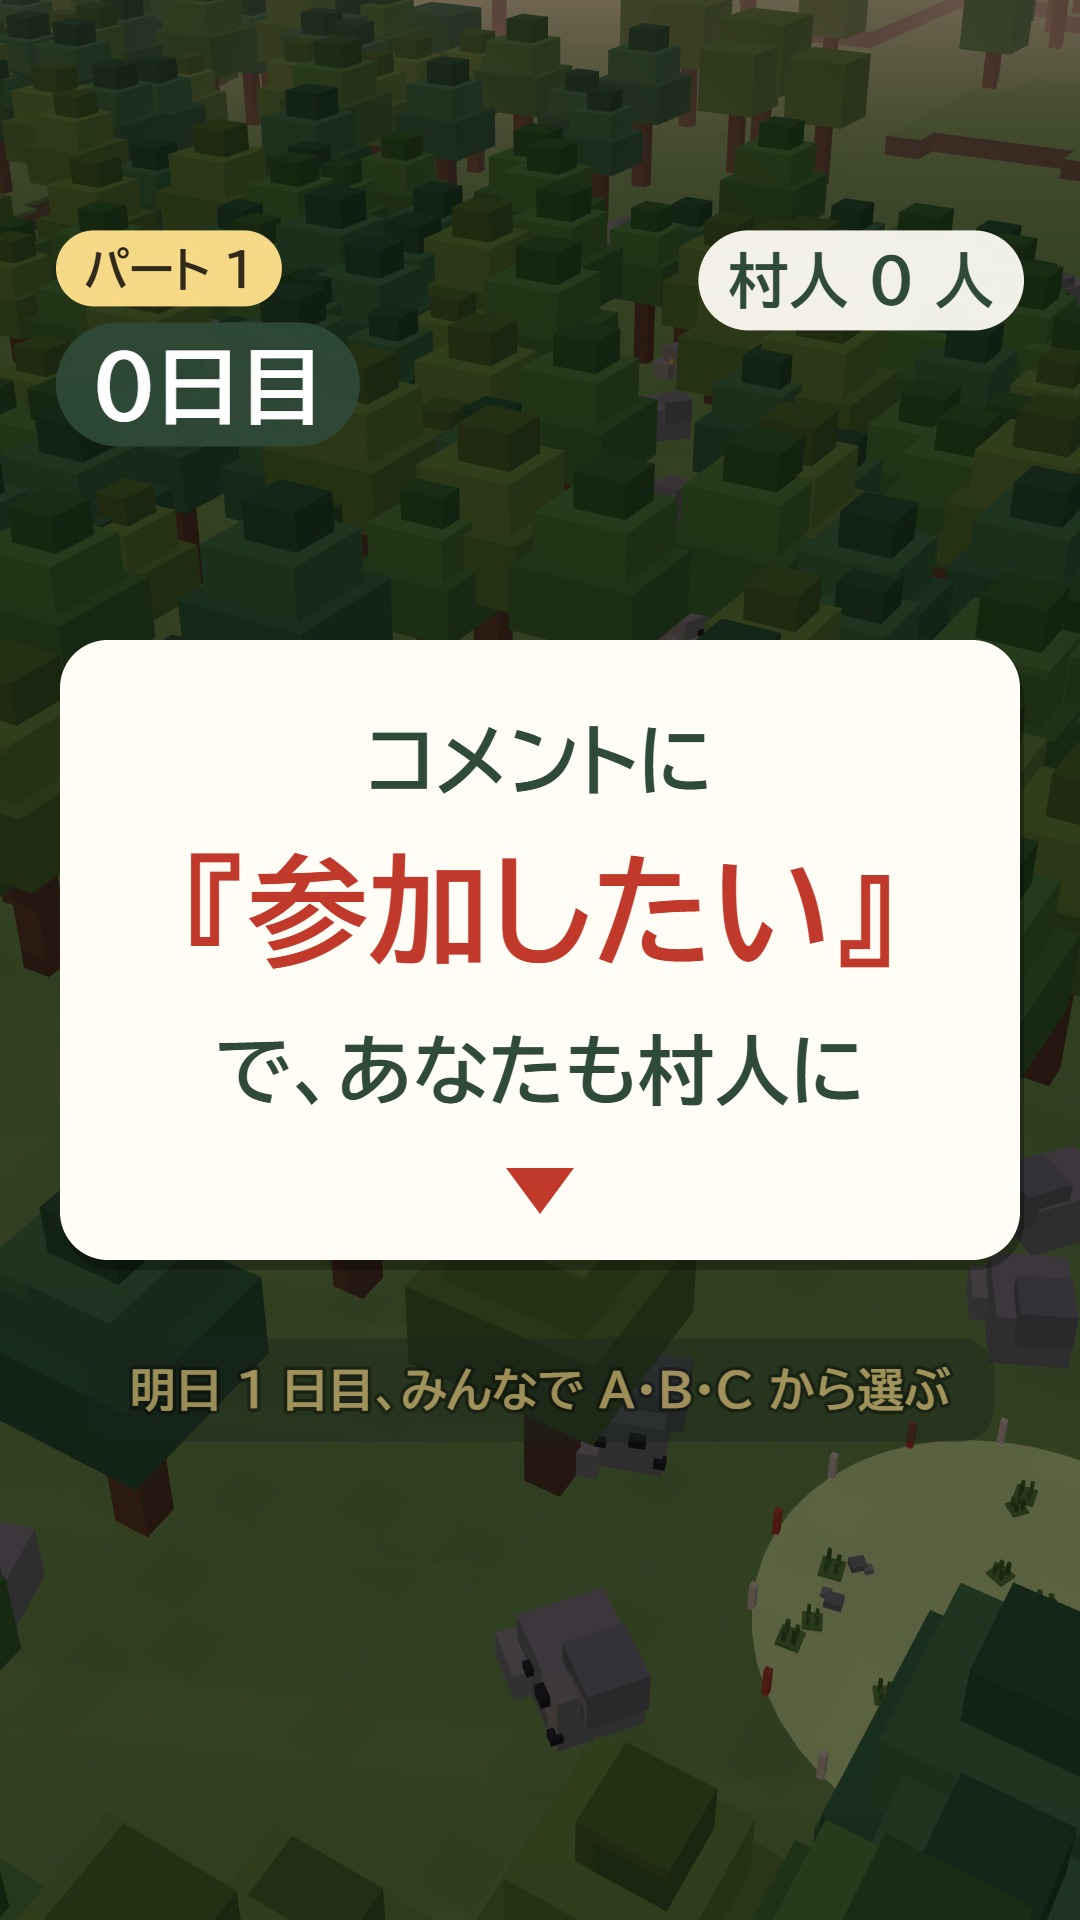 パート 1
村人 0 人
0日目
コメントに
『参加したい』
で、あなたも村人に
明日 1 日目、みんなで A・B・C から選ぶ